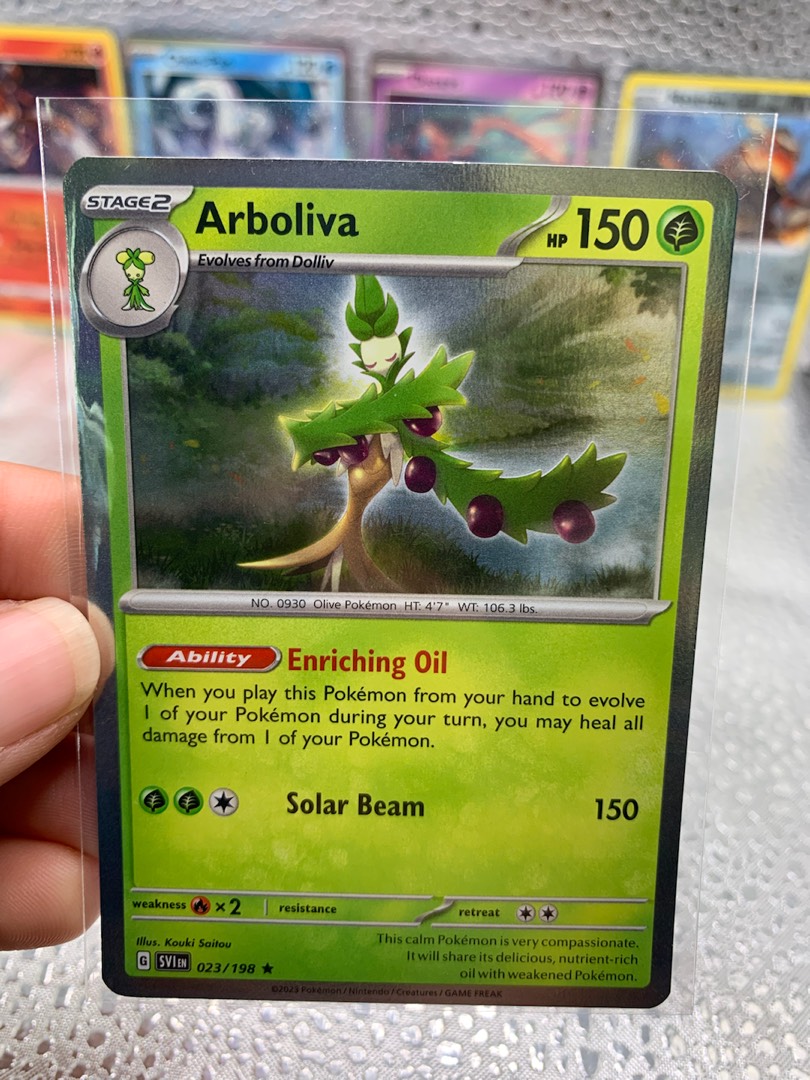 STAGE2
Arboliva
HP 150
Evolves from Dolliv
NO. 0930 Olive Pokémon HT: 4'7" WT: 106.3 lbs.
Ability Enriching Oil
When you play this Pokémon from your hand to evolve
1 of your Pokémon during your turn, you may heal all
damage from 1 of your Pokémon.
Solar Beam 150
weakness ×2 resistance retreat
Illus. Kouki Saitou
This calm Pokémon is very compassionate.
It will share its delicious, nutrient-rich
oil with weakened Pokémon.
G SVI EN 023/198
©2023 Pokémon / Nintendo / Creatures / GAME FREAK